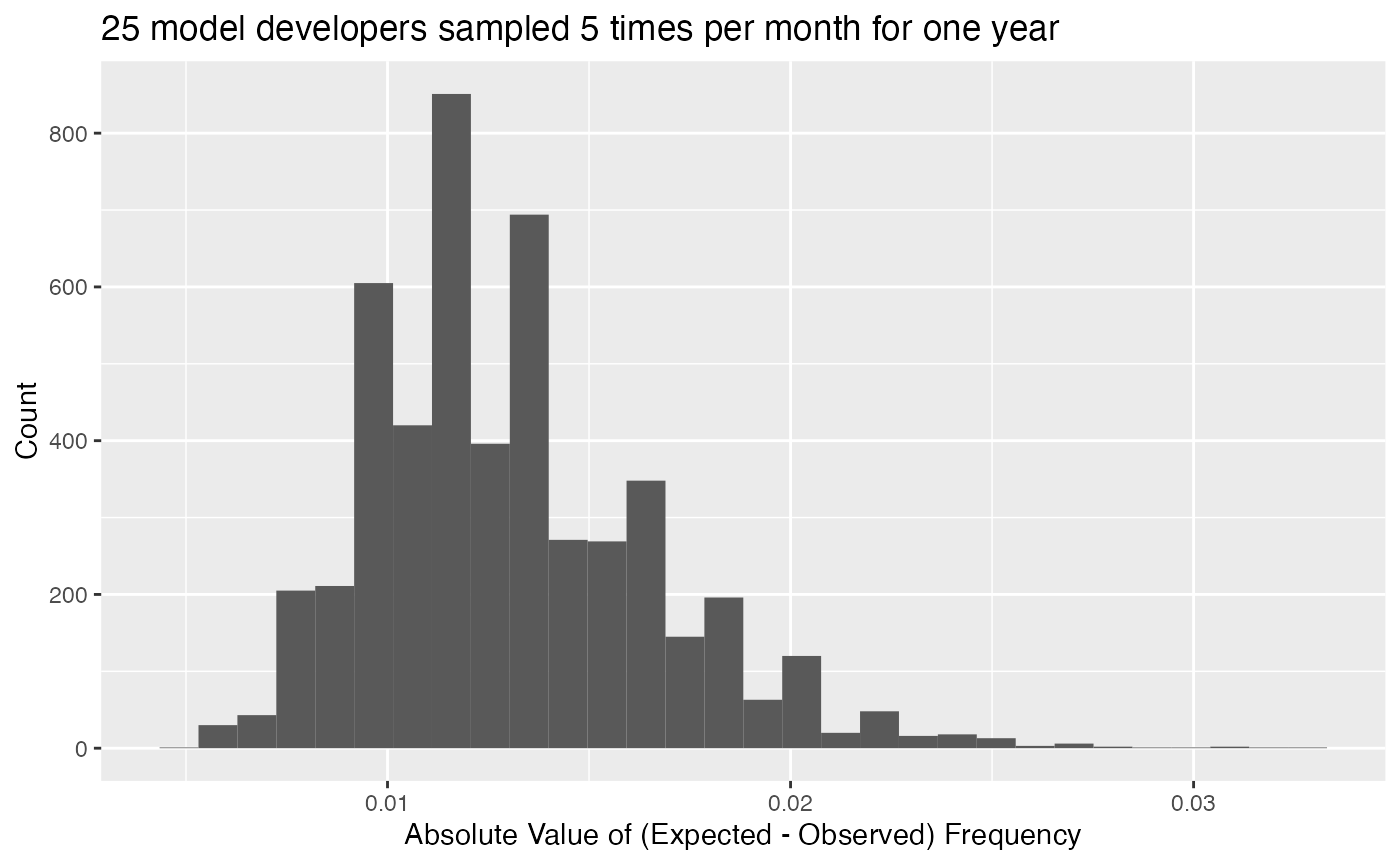 25 model developers sampled 5 times per month for one year
Count
800
600
400
200
0
0.01 0.02 0.03
Absolute Value of (Expected - Observed) Frequency